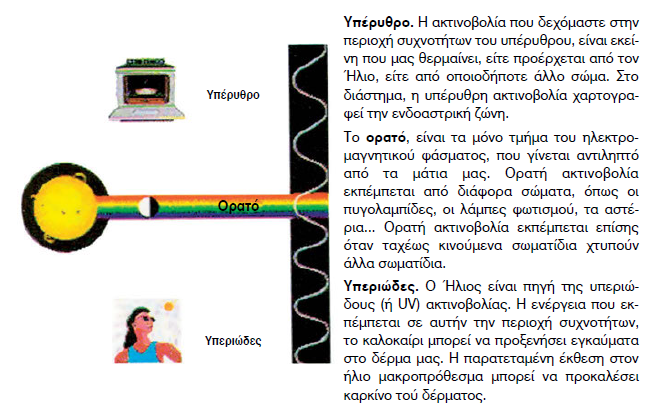 Υπέρυθρο
Ορατό
Υπεριώδες
Υπέρυθρο. Η ακτινοβολία που δεχόμαστε στην
περιοχή συχνοτήτων του υπέρυθρου, είναι εκεί-
νη που μας θερμαίνει, είτε προέρχεται από τον
Ήλιο, είτε από οποιοδήποτε άλλο σώμα. Στο
διάστημα, η υπέρυθρη ακτινοβολία χαρτογρα-
φεί την ενδοαστρική ζώνη.
Το ορατό, είναι τα μόνο τμήμα του ηλεκτρο-
μαγνητικού φάσματος, που γίνεται αντιληπτό
από τα μάτια μας. Ορατή ακτινοβολία
εκπέμπεται από διάφορα σώματα, όπως οι
πυγολαμπίδες, οι λάμπες φωτισμού, τα αστέ-
ρια... Ορατή ακτινοβολία εκπέμπεται επίσης
όταν ταχέως κινούμενα σωματίδια χτυπούν
άλλα σωματίδια.
Υπεριώδες. Ο Ήλιος είναι πηγή της υπεριώ-
δους (ή UV) ακτινοβολίας. Η ενέργεια που εκ-
πέμπεται σε αυτήν την περιοχή συχνοτήτων,
το καλοκαίρι μπορεί να προξενήσει εγκαύματα
στο δέρμα μας. Η παρατεταμένη έκθεση στον
ήλιο μακροπρόθεσμα μπορεί να προκαλέσει
καρκίνο τού δέρματος.